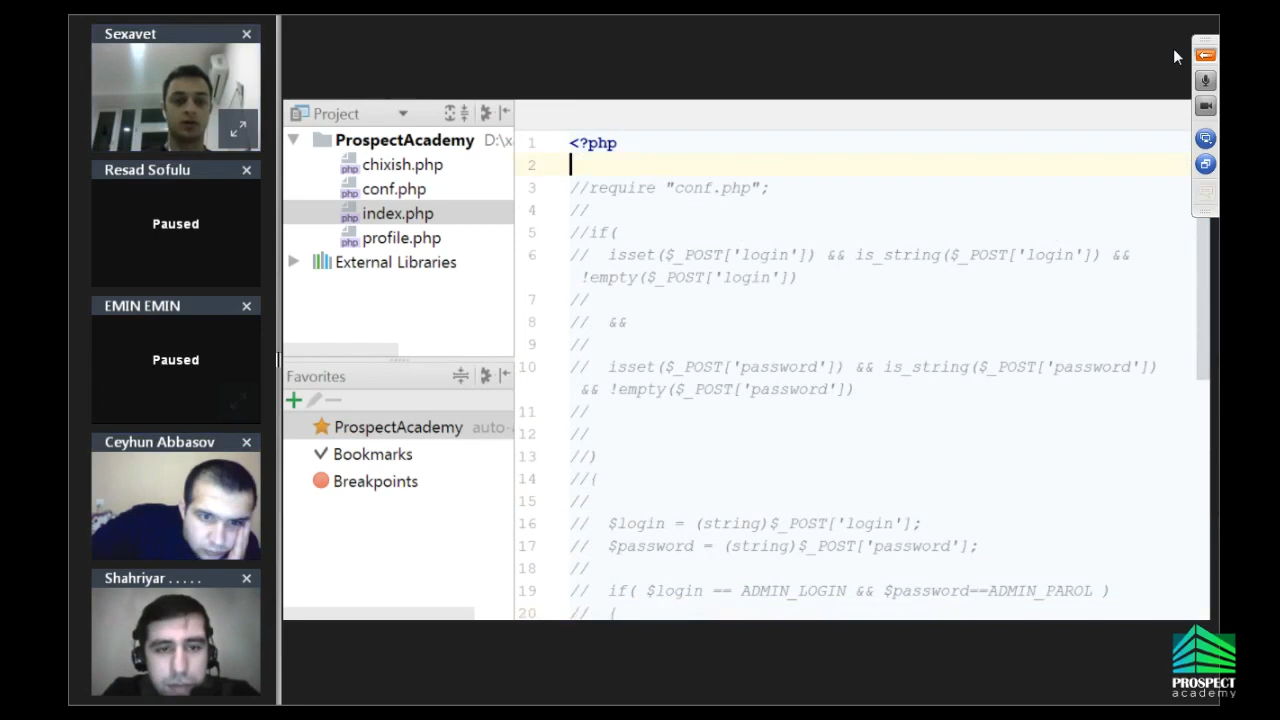 Sexavet
Resad Sofulu
Paused
EMIN EMIN
Paused
Ceyhun Abbasov
Shahriyar . . . . .
Project
ProspectAcademy D:\x
chixish.php
conf.php
index.php
profile.php
External Libraries
Favorites
ProspectAcademy auto-
Bookmarks
Breakpoints
1 <?php
2
3 //require "conf.php";
4 //
5 //if(
6 // isset($_POST['login']) && is_string($_POST['login']) &&
!empty($_POST['login'])
7 //
8 // &&
9 //
10 // isset($_POST['password']) && is_string($_POST['password'])
&& !empty($_POST['password'])
11 //
12 //
13 //)
14 //{
15 //
16 // $login = (string)$_POST['login'];
17 // $password = (string)$_POST['password'];
18 //
19 // if( $login == ADMIN_LOGIN && $password==ADMIN_PAROL )
20 // {
PROSPECT
academy